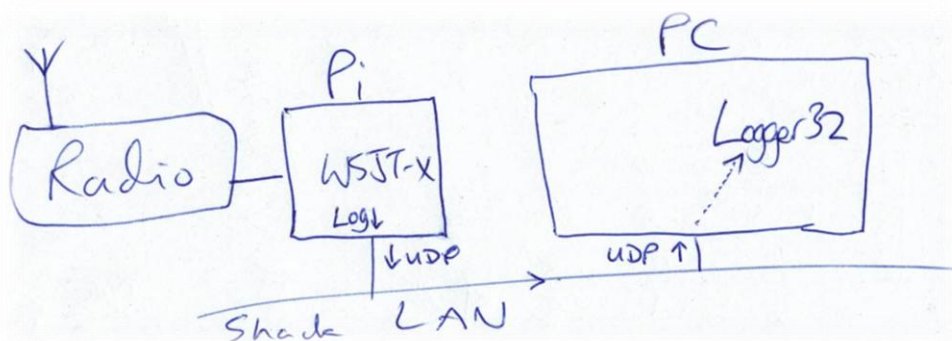 PC
Pi
Radio
WSJT-X
Log↓
Logger32
↓UDP
UDP↑
Shack LAN